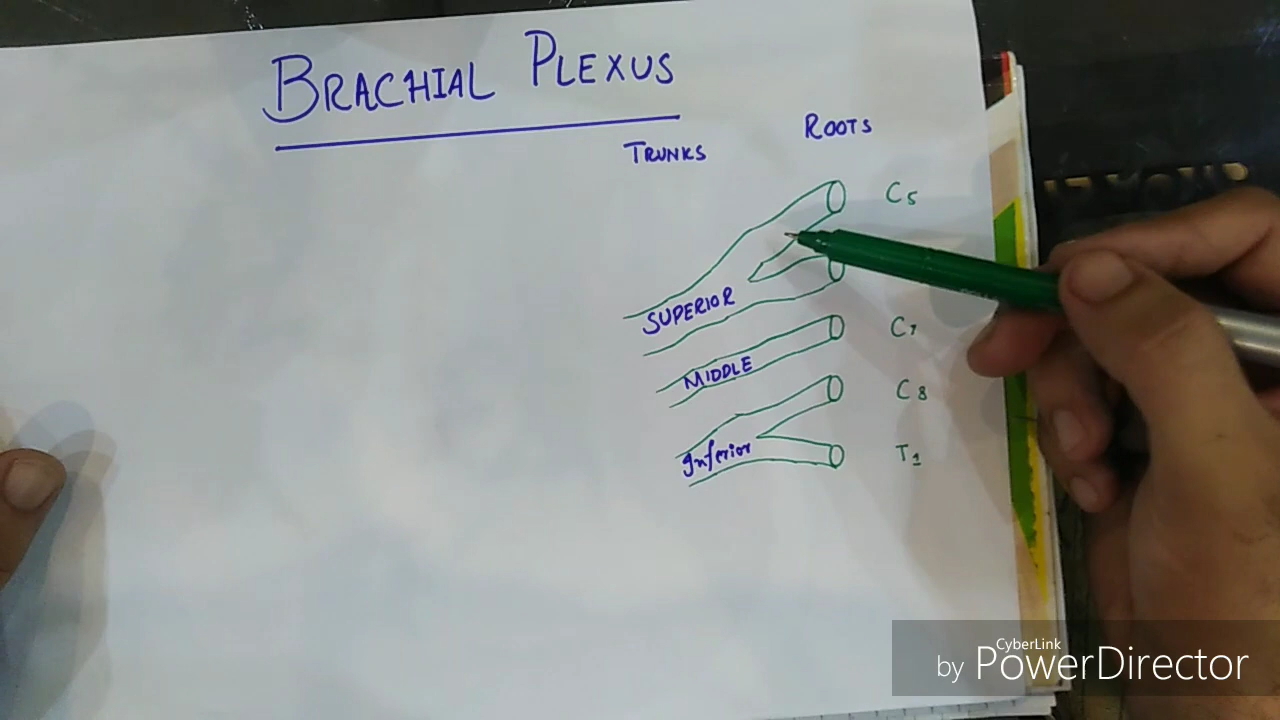 BRACHIAL PLEXUS
TRUNKS
ROOTS
C5
SUPERIOR
C7
MIDDLE
C8
Inferior
T1
CyberLink
by PowerDirector